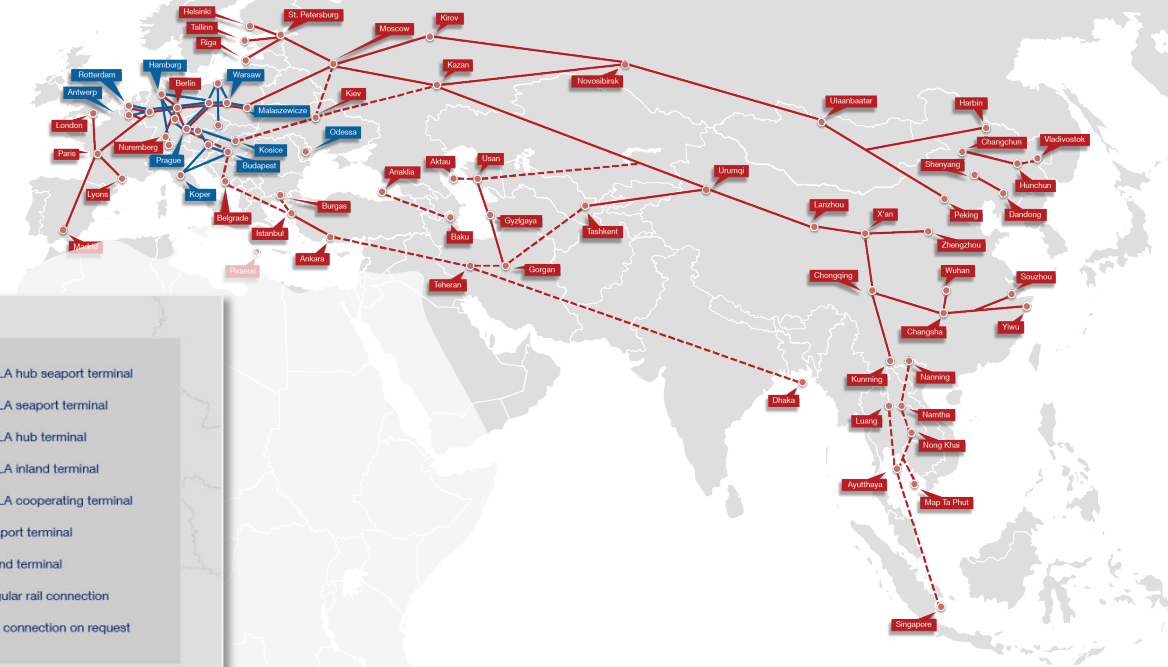 Helsinki
St. Petersburg
Tallinn
Riga
Moscow
Kirov
Kazan
Novosibirsk
Hamburg
Rotterdam
Berlin
Warsaw
Antwerp
Kiev
Malaszewicze
London
Odessa
Paris
Nuremberg
Prague
Kosice
Budapest
Lyons
Koper
Belgrade
Burgas
Istanbul
Madrid
Piraeus
Ankara
Anaklia
Aktau
Usan
Baku
Gyzlgaya
Tashkent
Gorgan
Teheran
Urumqi
Ulaanbaatar
Harbin
Changchun
Vladivostok
Shenyang
Hunchun
Peking
Dandong
Lanzhou
X'an
Zhengzhou
Chongqing
Wuhan
Souzhou
Changsha
Yiwu
Kunming
Nanning
Dhaka
Luang
Namtha
Nong Khai
Ayutthaya
Map Ta Phut
Singapore
LA hub seaport terminal
LA seaport terminal
LA hub terminal
LA inland terminal
LA cooperating terminal
port terminal
nd terminal
gular rail connection
connection on request